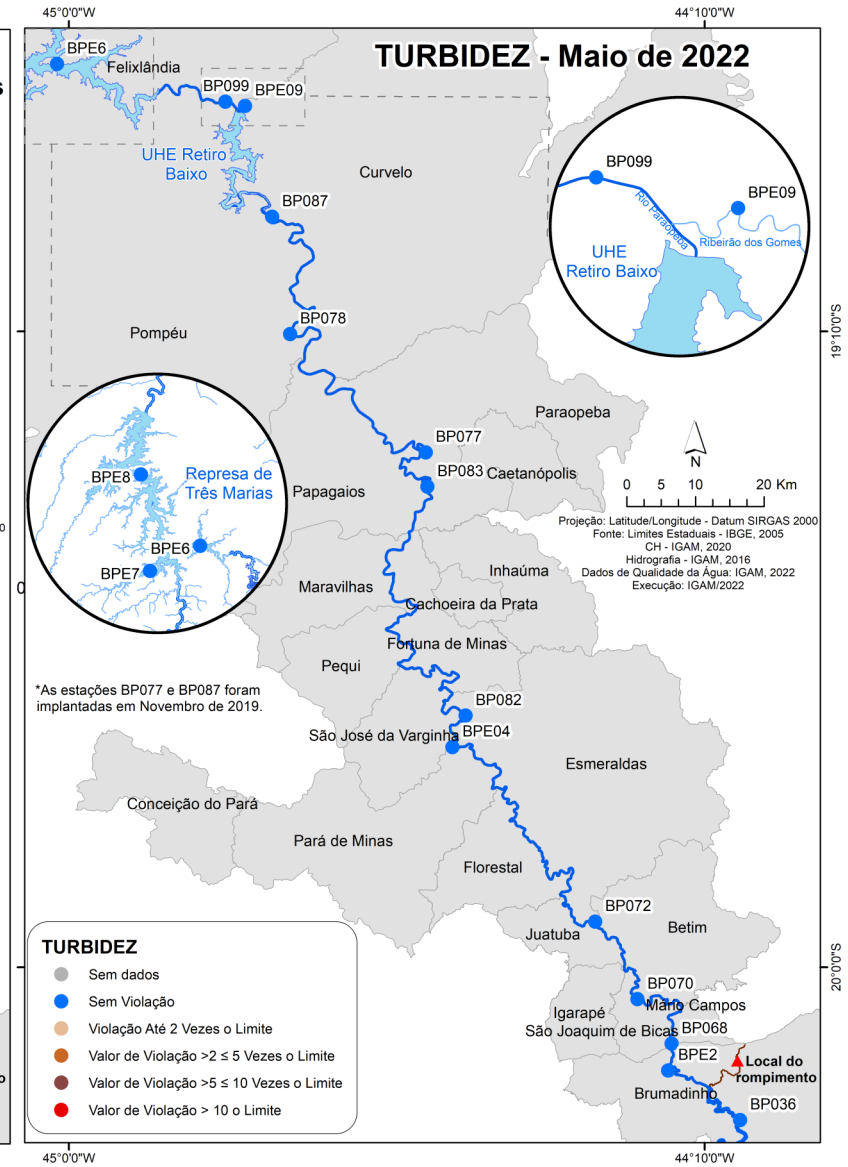 45°0'0"W
44°10'0"W
TURBIDEZ - Maio de 2022
BPE6
Felixlândia
BP099
BPE09
UHE Retiro
Baixo
Curvelo
BP087
BP099
BPE09
Rio Paraopeba
Ribeirão dos Gomes
UHE
Retiro Baixo
BP078
Pompéu
19°10'0"S
Paraopeba
BP077
BP083
Caetanópolis
N
0 5 10 20 Km
Papagaios
BPE8
Represa de
Três Marias
BPE6
BPE7
Projeção: Latitude/Longitude - Datum SIRGAS 2000
Fonte: Limites Estaduais - IBGE, 2005
CH - IGAM, 2020
Hidrografia - IGAM, 2016
Dados de Qualidade da Água: IGAM, 2022
Execução: IGAM/2022
Inhaúma
Maravilhas
Cachoeira da Prata
Fortuna de Minas
Pequi
*As estações BP077 e BP087 foram
implantadas em Novembro de 2019.
BP082
São José da Varginha
BPE04
Esmeraldas
Conceição do Pará
Pará de Minas
Florestal
BP072
Juatuba
Betim
20°0'0"S
BP070
Mário Campos
Igarapé
São Joaquim de Bicas
BP068
BPE2
Local do
rompimento
Brumadinho
BP036
TURBIDEZ
Sem dados
Sem Violação
Violação Até 2 Vezes o Limite
Valor de Violação >2 ≤ 5 Vezes o Limite
Valor de Violação >5 ≤ 10 Vezes o Limite
Valor de Violação > 10 o Limite
45°0'0"W
44°10'0"W